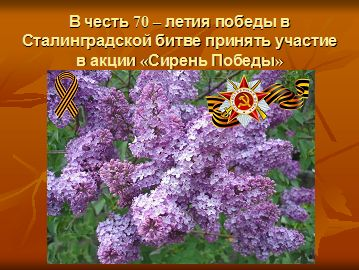 В честь 70 – летия победы в
Сталинградской битве принять участие
в акции «Сирень Победы»